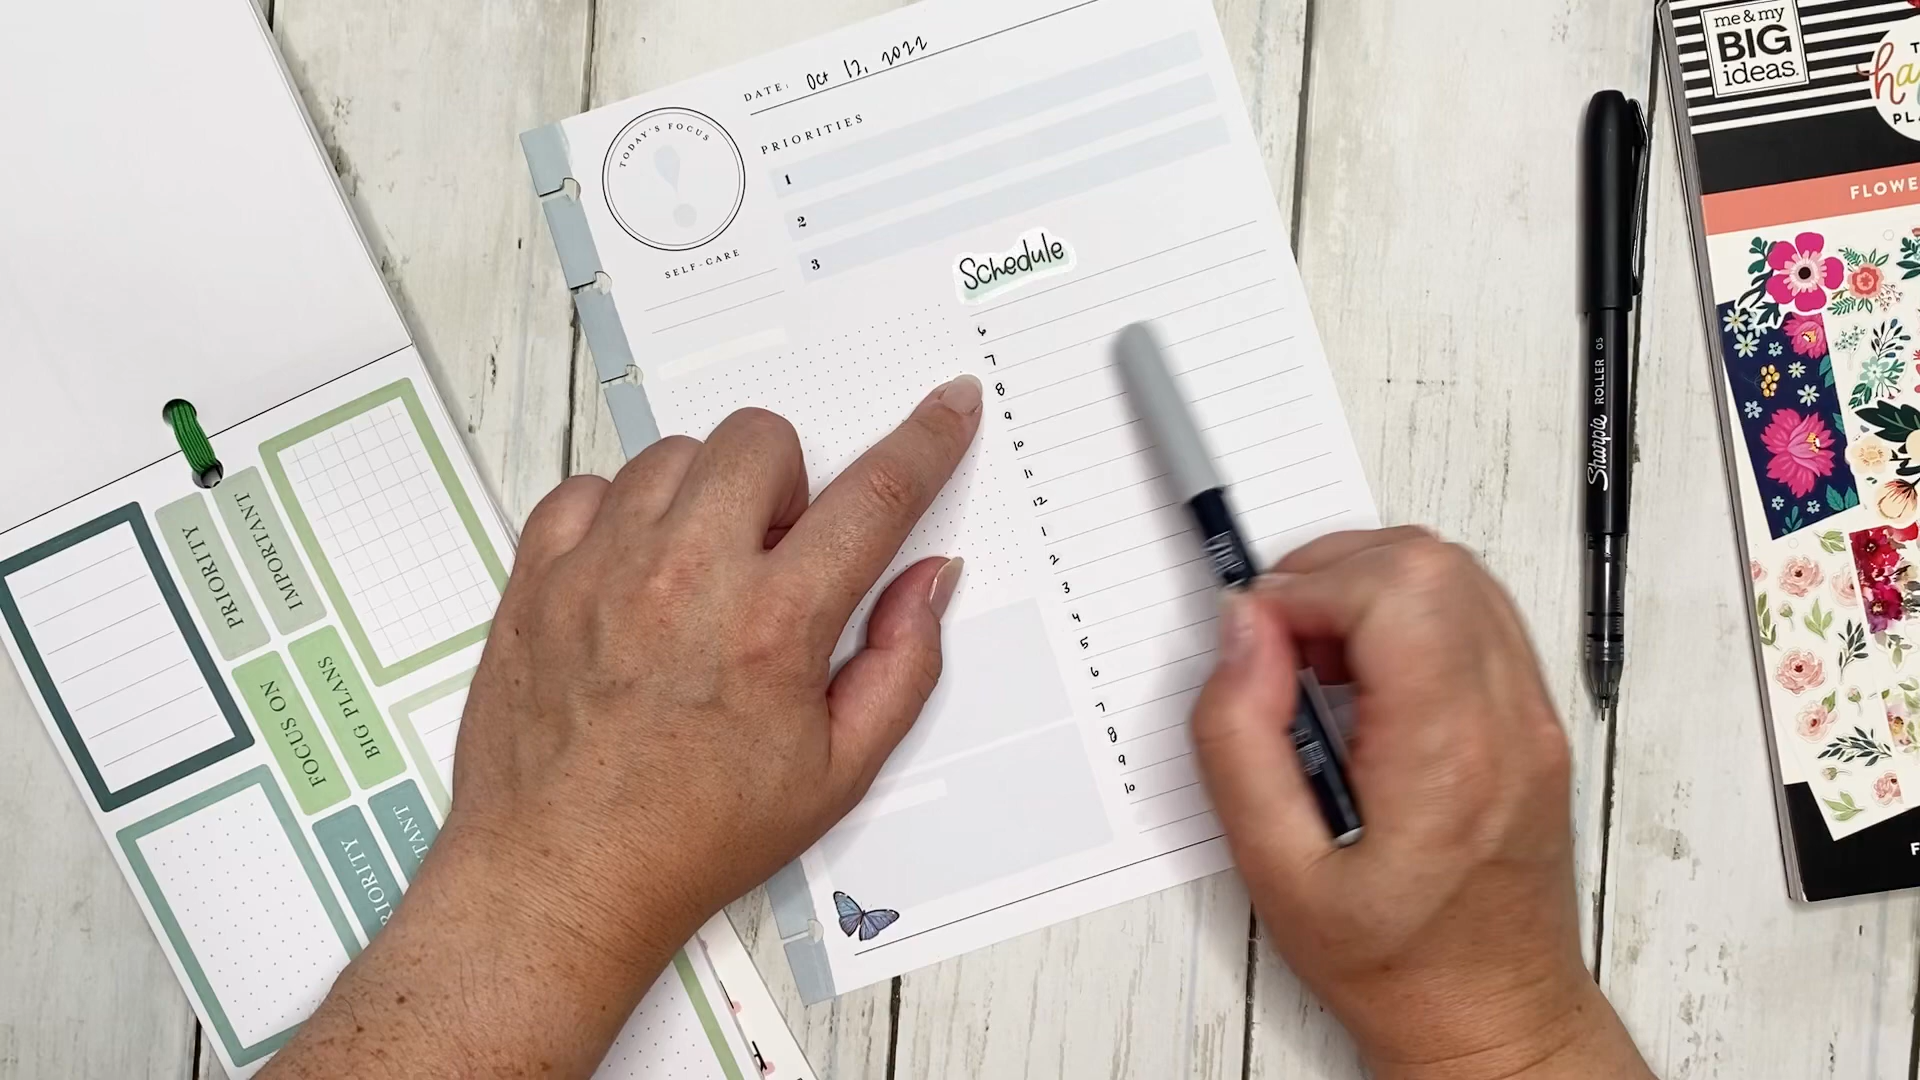 DATE: Oct 12, 2022
TODAY'S FOCUS
PRIORITIES
1
2
3
SELF-CARE
Schedule
6
7
8
9
10
11
12
1
2
3
4
5
6
7
8
9
10
PRIORITY
IMPORTANT
FOCUS ON
BIG PLANS
Sharpie ROLLER 0.5
me & my
BIG
ideas.